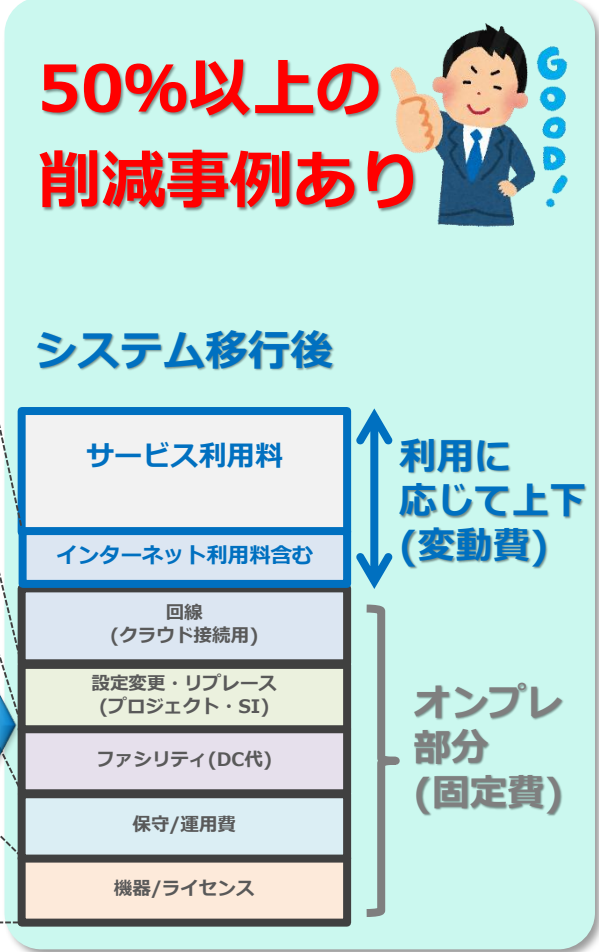 50%以上の
削減事例あり
GOOD!
システム移行後
サービス利用料
インターネット利用料含む
利用に
応じて上下
(変動費)
回線
(クラウド接続用)
設定変更・リプレース
(プロジェクト・SI)
ファシリティ(DC代)
保守/運用費
機器/ライセンス
オンプレ
部分
(固定費)